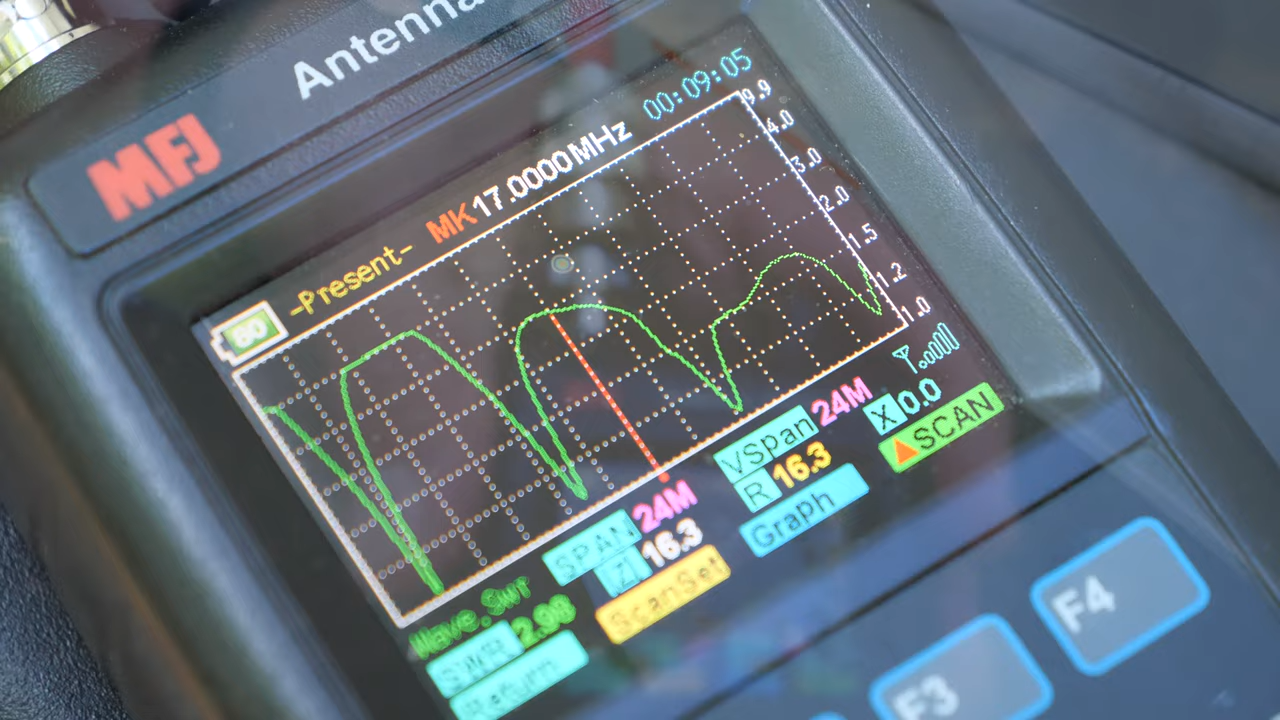 Antenna
MFJ
80 -Present- MK 17.0000MHz 00:09:05
9.9
4.0
3.0
2.0
1.5
1.2
1.0
Wave.Swr SPAN 24M VSpan 24M
SWR 2.98 |Z| 16.3 R 16.3 X 0.0
Return ScanSet Graph ▲SCAN
F3 F4